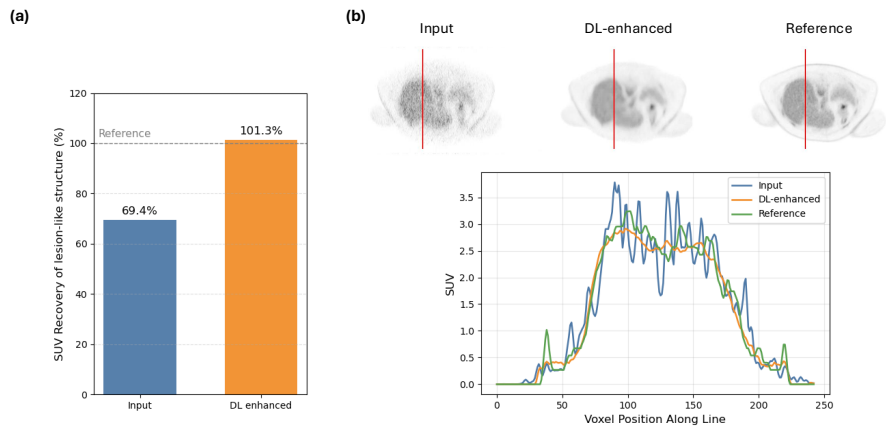 (a)
SUV Recovery of lesion-like structure (%)
120
100
80
60
40
20
0
Reference
69.4%
101.3%
Input
DL enhanced
(b)
Input
DL-enhanced
Reference
SUV
3.5
3.0
2.5
2.0
1.5
1.0
0.5
0.0
Input
DL-enhanced
Reference
0
50
100
150
200
250
Voxel Position Along Line